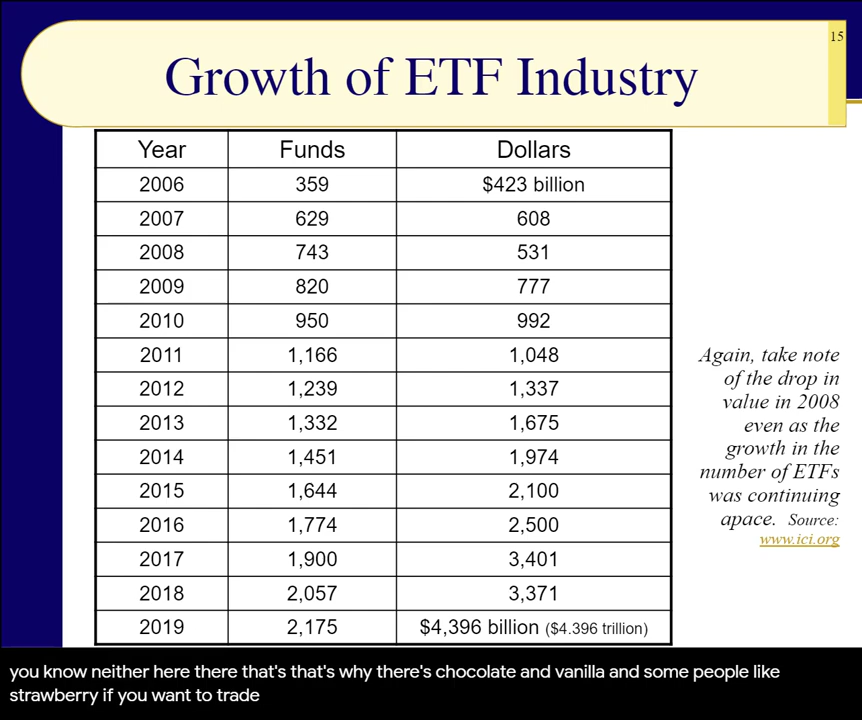 15
Growth of ETF Industry
Year Funds Dollars
2006 359 $423 billion
2007 629 608
2008 743 531
2009 820 777
2010 950 992
2011 1,166 1,048
2012 1,239 1,337
2013 1,332 1,675
2014 1,451 1,974
2015 1,644 2,100
2016 1,774 2,500
2017 1,900 3,401
2018 2,057 3,371
2019 2,175 $4,396 billion ($4.396 trillion)
Again, take note
of the drop in
value in 2008
even as the
growth in the
number of ETFs
was continuing
apace. Source:
www.ici.org
you know neither here there that's that's why there's chocolate and vanilla and some people like
strawberry if you want to trade